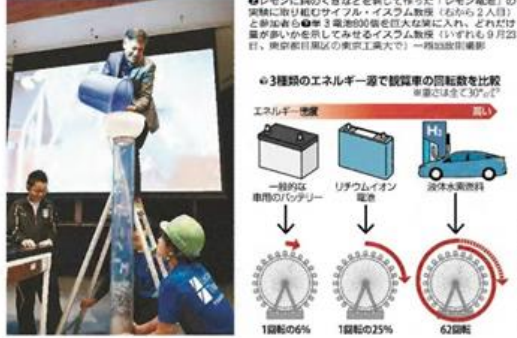 ❷レモンに銅のくぎなどを刺して作った「レモン電池」の
実験に取り組むサイフル・イスラム教授（右から2人目）
と参加者ら❸単3電池600個を巨大な筒に入れ、どれだけ
量が多いかを示してみせるイスラム教授（いずれも9月23
日、東京都目黒区の東京工業大で）
3種類のエネルギー源で観覧車の回転数を比較
※重さは全て30
エネルギー密度
高い
H₂
一般的な
車用のバッテリー
リチウムイオン
電池
液体水素燃料
1回転の6%
1回転の25%
62回転